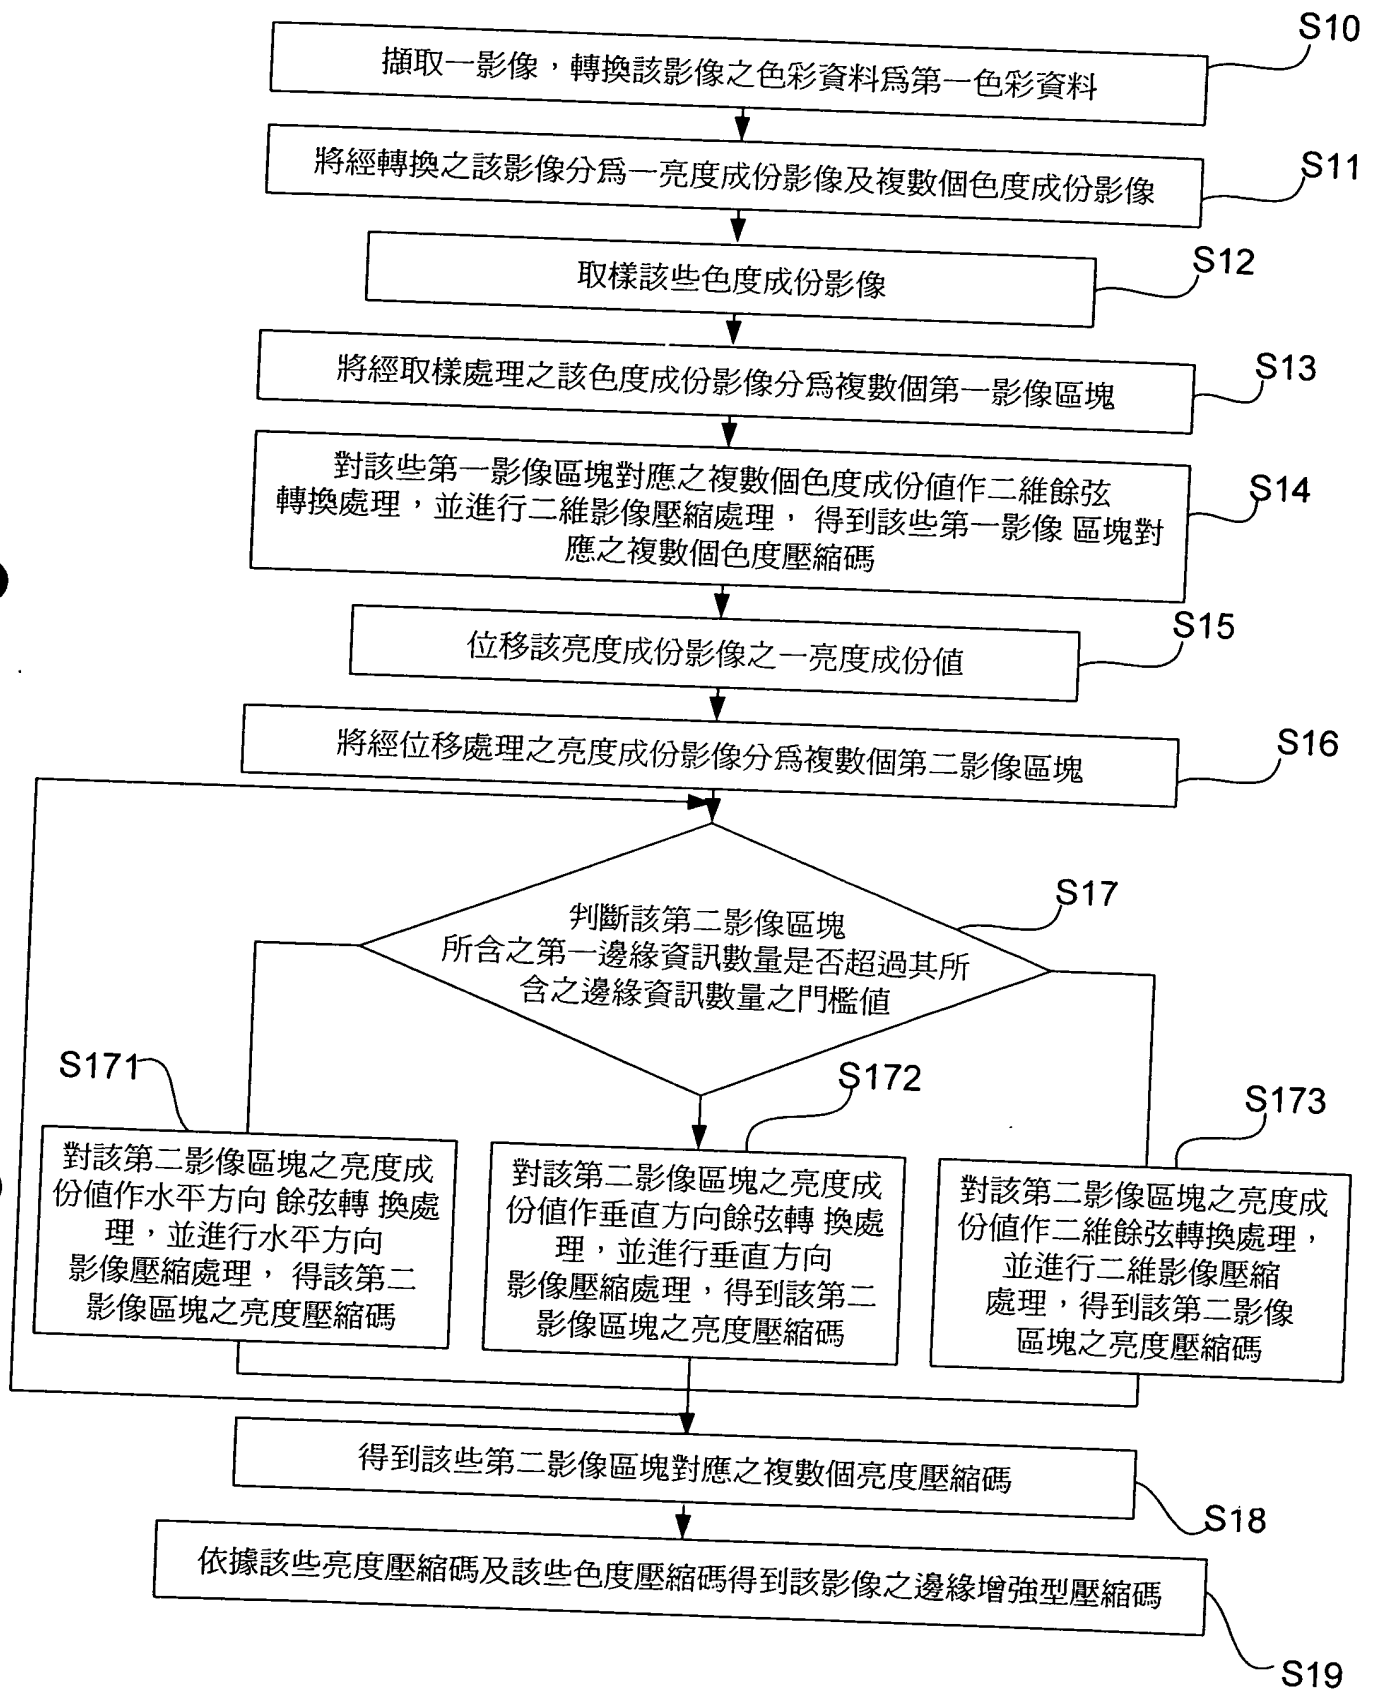 S10
擷取一影像，轉換該影像之色彩資料爲第一色彩資料
S11
將經轉換之該影像分爲一亮度成份影像及複數個色度成份影像
S12
取樣該些色度成份影像
S13
將經取樣處理之該色度成份影像分爲複數個第一影像區塊
對該些第一影像區塊對應之複數個色度成份値作二維餘弦
S14
轉換處理，並進行二維影像壓縮處理， 得到該些第一影像 區塊對
應之複數個色度壓縮碼
S15
位移該亮度成份影像之一亮度成份値
S16
將經位移處理之亮度成份影像分爲複數個第二影像區塊
S17
判斷該第二影像區塊
所含之第一邊緣資訊數量是否超過其所
含之邊緣資訊數量之門檻値
S171
對該第二影像區塊之亮度成
份値作水平方向 餘弦轉 換處
理，並進行水平方向
影像壓縮處理， 得該第二
影像區塊之亮度壓縮碼
S172
對該第二影像區塊之亮度成
份値作垂直方向餘弦轉 換處
理，並進行垂直方向
影像壓縮處理，得到該第二
影像區塊之亮度壓縮碼
S173
對該第二影像區塊之亮度成
份値作二維餘弦轉換處理，
並進行二維影像壓縮
處理，得到該第二影像
區塊之亮度壓縮碼
得到該些第二影像區塊對應之複數個亮度壓縮碼
S18
依據該些亮度壓縮碼及該些色度壓縮碼得到該影像之邊緣增強型壓縮碼
S19